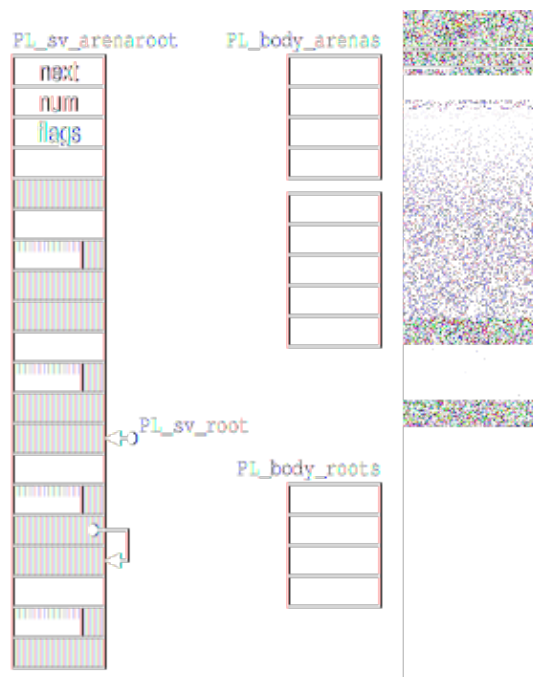 PL_sv_arenaroot
PL_body_arenas
next
num
flags
PL_sv_root
PL_body_roots